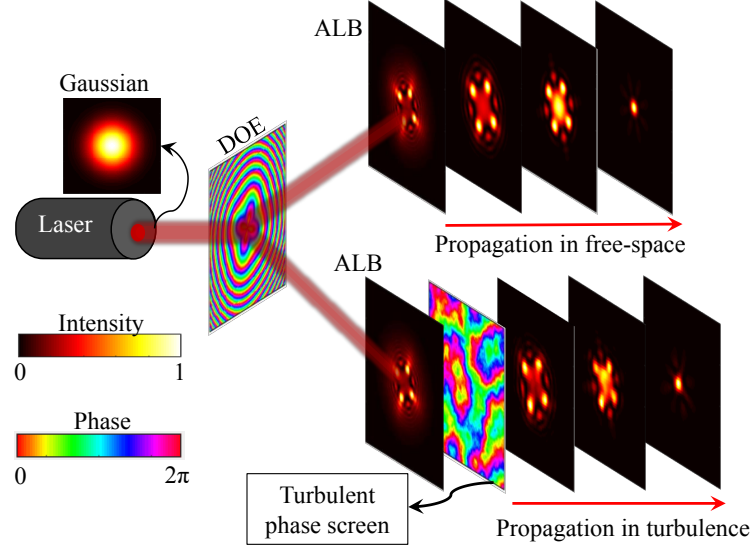 ALB
Gaussian
DOE
Laser
Propagation in free-space
ALB
Intensity
0 1
Phase
0 2π
Turbulent
phase screen
Propagation in turbulence